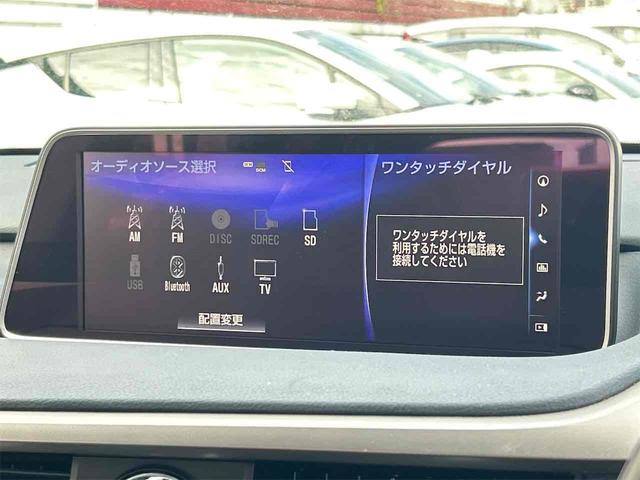 オーディオソース選択
DCM
ワンタッチダイヤル
AM
FM
DISC
SDREC
SD
USB
Bluetooth
AUX
TV
配置変更
ワンタッチダイヤルを
利用するためには電話機を
接続してください